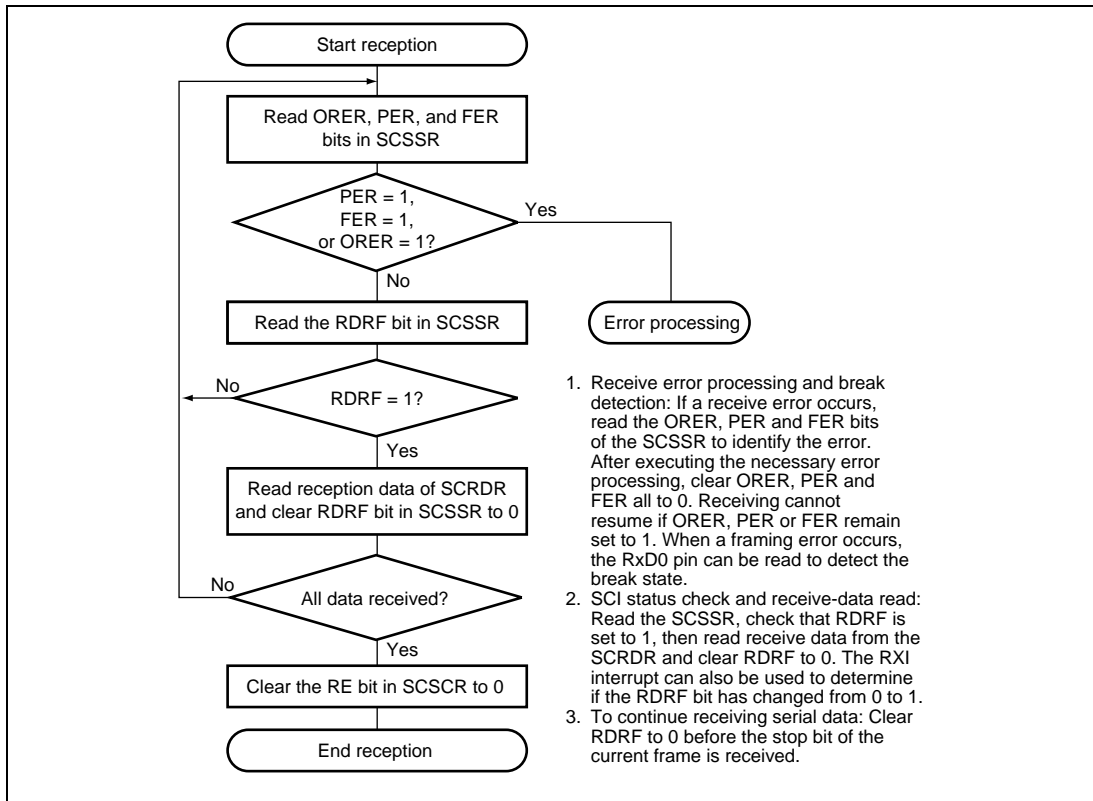 Start reception
Read ORER, PER, and FER
bits in SCSSR
PER = 1,
FER = 1,
or ORER = 1?
Yes
No
Read the RDRF bit in SCSSR
Error processing
No
RDRF = 1?
Yes
Read reception data of SCRDR
and clear RDRF bit in SCSSR to 0
No
All data received?
Yes
Clear the RE bit in SCSCR to 0
End reception
1. Receive error processing and break
detection: If a receive error occurs,
read the ORER, PER and FER bits
of the SCSSR to identify the error.
After executing the necessary error
processing, clear ORER, PER and
FER all to 0. Receiving cannot
resume if ORER, PER or FER remain
set to 1. When a framing error occurs,
the RxD0 pin can be read to detect the
break state.
2. SCI status check and receive-data read:
Read the SCSSR, check that RDRF is
set to 1, then read receive data from the
SCRDR and clear RDRF to 0. The RXI
interrupt can also be used to determine
if the RDRF bit has changed from 0 to 1.
3. To continue receiving serial data: Clear
RDRF to 0 before the stop bit of the
current frame is received.